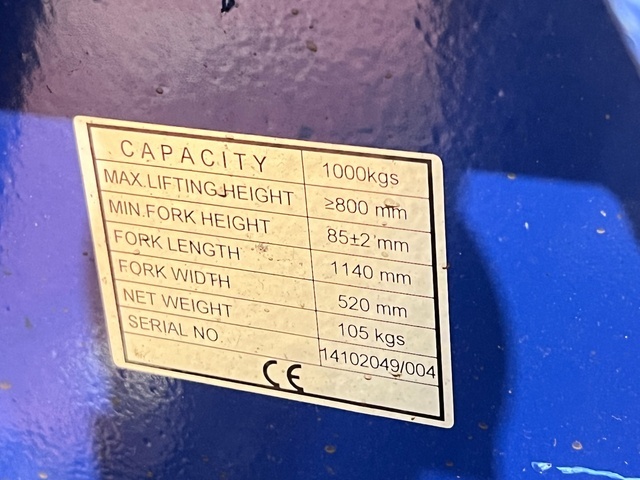 CAPACITY 1000kgs
MAX.LIFTING HEIGHT ≥800 mm
MIN.FORK HEIGHT 85±2 mm
FORK LENGTH 1140 mm
FORK WIDTH 520 mm
NET WEIGHT 105 kgs
SERIAL NO. 14102049/004
CE